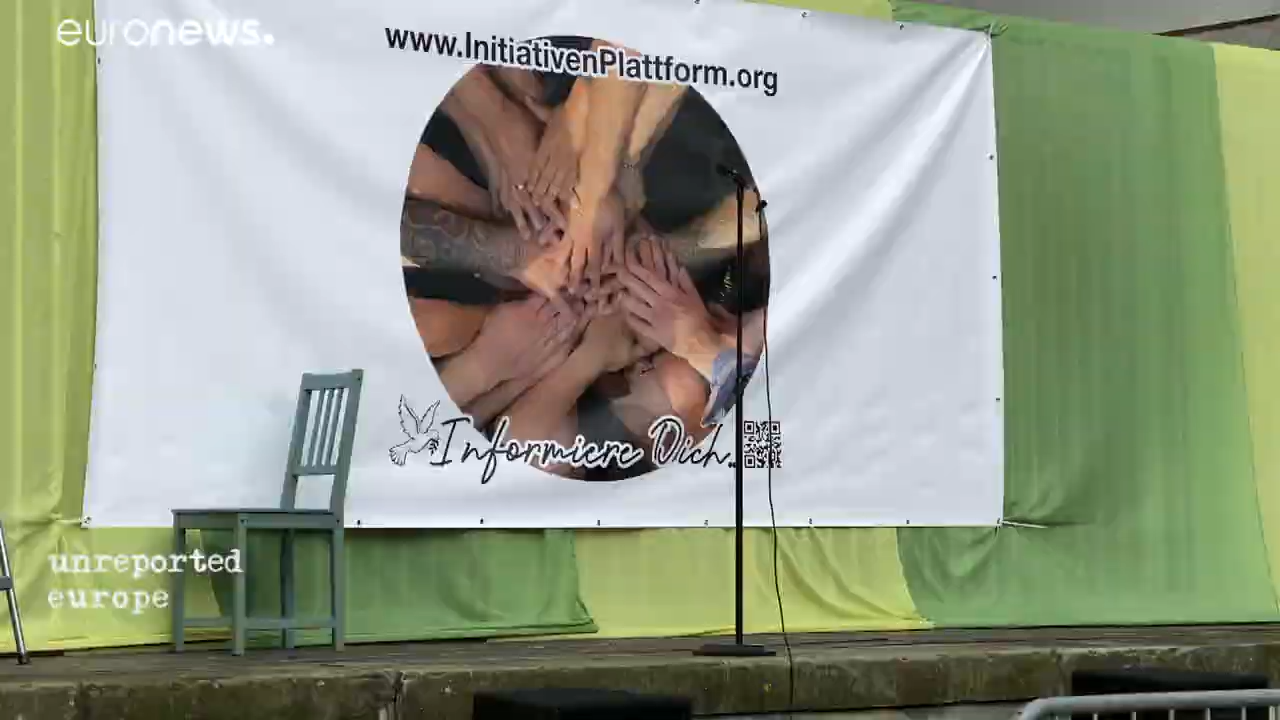 euronews.
www.InitiativenPlattform.org
Informiere Dich..
unreported
europe